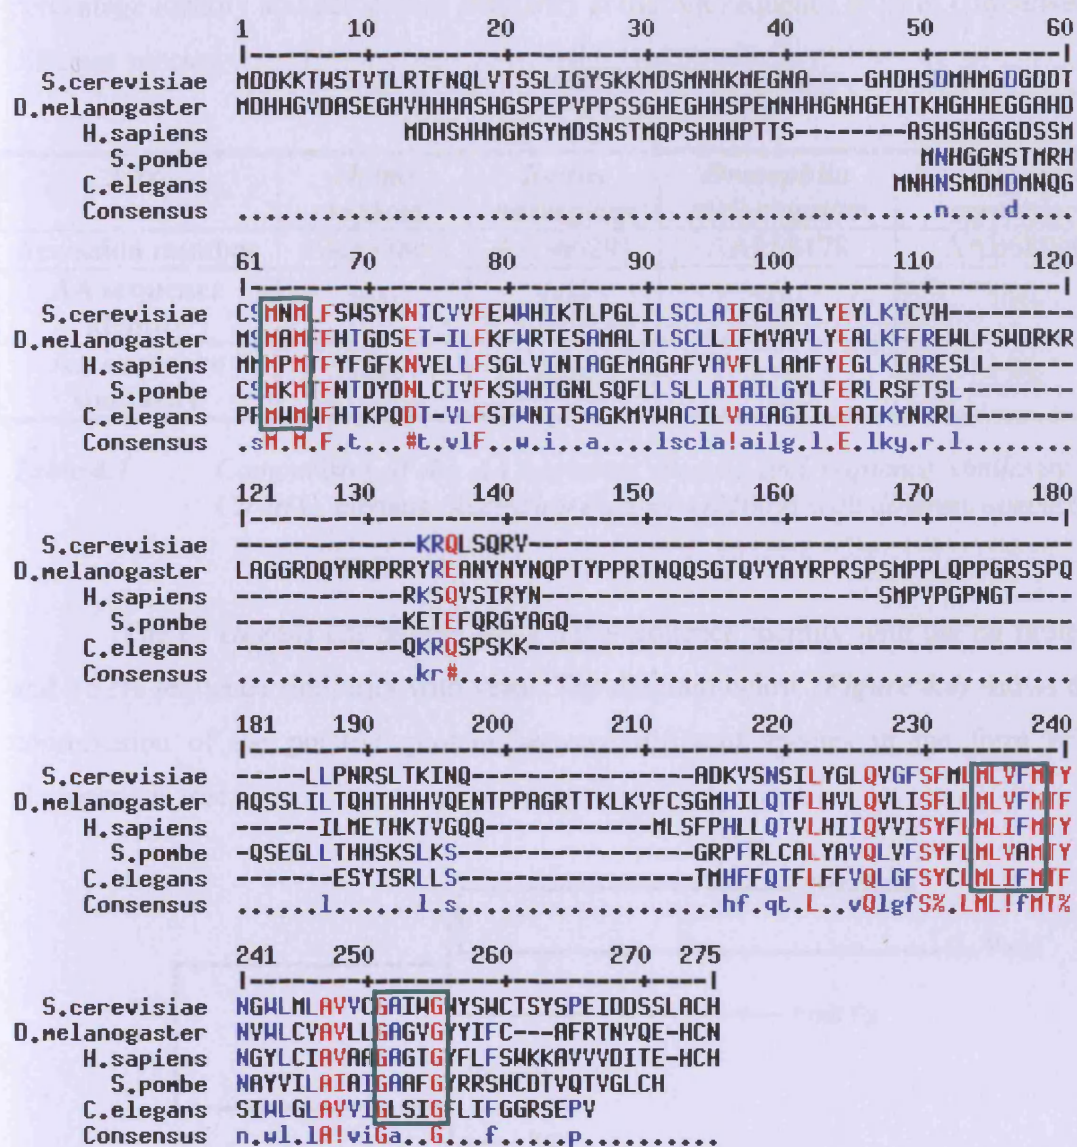 1 10 20 30 40 50 60
|--------+---------+---------+---------+---------+---------|
S.cerevisiae MDDKKTWSTVTLRTFNQLVTSSLIGYSKKMDSMNHKMEGNA---GHDHSDMHMGDGDDT
D.melanogaster MDHHGVDASEGHVHHHASHGSPEPVPPSSGHEGHHSPEMNHHGNHGEHTKHGHHEGGAHD
H.sapiens MDHSHHMGMSYMDSNSTMQPSHHHPTTS--------ASHSHGGGDSSM
S.pombe MNHGGNSTMRH
C.elegans MNHNSMDMDMNQG
Consensus ..................................................n....d.....
61 70 80 90 100 110 120
|--------+---------+---------+---------+---------+---------|
S.cerevisiae CSMNMLFSWSYKNTCVVFEWWHIKTLPGLILSCLAIFGLAYLYEYLKYCVH---------
D.melanogaster MSMAMFFHTGDSET-ILFKFWRTESAMALTLSCLLIFMVAVLYEALKFFREWLFSWDRKR
H.sapiens MMMPMTFYFGFKNVELLFSGLVINTAGEMAGAFVAVFLLAMFYEGLKIARESLL------
S.pombe CSMKMTFNTDYDNLCIVFKSWHIGNLSQFLLSLLAIAILGYLFERLRSFTSL--------
C.elegans PFMWMWFHTKPQDT-VLFSTWNITSAGKMVWACILVAIAGIILEAIKYNRRLI-------
Consensus .sM.M.F.t...#t.vlF..w.i..a....lscla!ailg.l.E.lky.r.l........
121 130 140 150 160 170 180
|--------+---------+---------+---------+---------+---------|
S.cerevisiae -------------KRQLSQRV---------------------------------------
D.melanogaster LAGGRDQYNRPRRYREANYNYNQPTYPPRTNQQSGTQVYAYRPRSPSMPPLQPPGRSSPQ
H.sapiens ------------RKSQVSIRYN-------------------------SMPVPGPNGT----
S.pombe ------------KETEFQRGYAGQ------------------------------------
C.elegans ------------QKRQSPSKK---------------------------------------
Consensus .............kr#............................................
181 190 200 210 220 230 240
|--------+---------+---------+---------+---------+---------|
S.cerevisiae -----LLPNRSLTKINQ----------------ADKVSNSILYGLQVGFSFMLMLVFMTY
D.melanogaster AQSSLILTQHTHHHVQENTPPAGRTTKLKVFCSGMHILQTFLHVLQVLISFLLMLVFMTF
H.sapiens ------ILMETHKTVGQQ------------MLSFPHLLQTVLHIIQVVISYFLMLIFMTY
S.pombe -QSEGLLTHHSKSLKS-----------------GRPFRLCALYAVQLVFSYFLMLVAMTY
C.elegans -------ESYISRLLS-----------------TMHFFQTFLFFVQLGFSYCLMLIFMTF
Consensus ......l......l.s...................hf.qt.L..vQlgfS%.LML!fMT%
241 250 260 270 275
|--------+---------+---------+----|
S.cerevisiae NGWLMLAVVCGAIWGNYSWCTSYSPEIDDSSLACH
D.melanogaster NVWLCVAVLLGAGVGYYIFC---AFRTNVQE-HCN
H.sapiens NGYLCIAVAAGAGTGYFLFSWKKAVVVDITE-HCH
S.pombe NAYVILAIAIGAAFGYRRSHCDTVQTVGLCH
C.elegans SIWLGLAVVIGLSIGFLIFGGRSEPV
Consensus n.wl.lA!viGa..G..f.....p..........